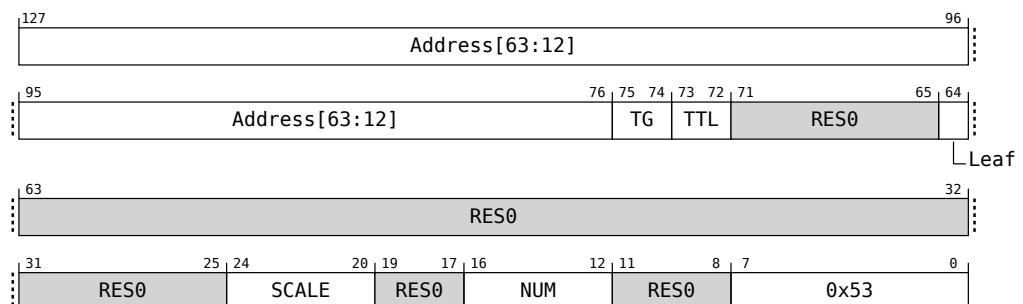 127 96
Address[63:12]
95 76 75 74 73 72 71 65 64
Address[63:12] TG TTL RES0
Leaf
63 32
RES0
31 25 24 20 19 17 16 12 11 8 7 0
RES0 SCALE RES0 NUM RES0 0x53